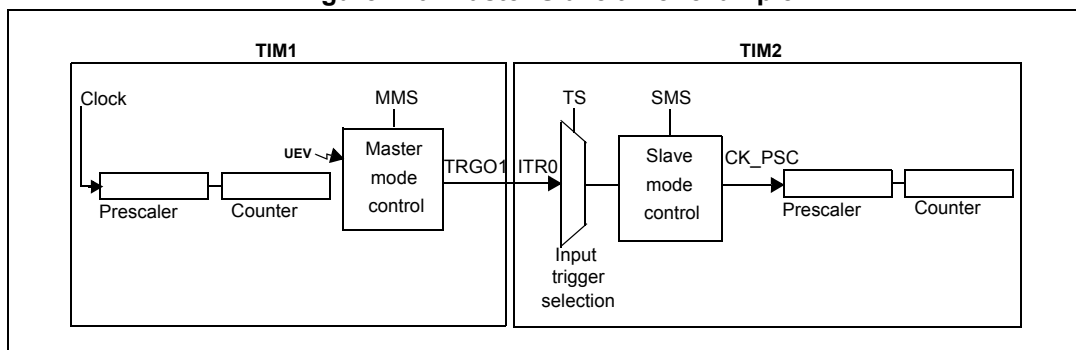 TIM1
TIM2
Clock
MMS
TS
SMS
UEV
Master
mode
control
TRGO1
ITR0
Slave
mode
control
CK_PSC
Prescaler
Counter
Prescaler
Counter
Input
trigger
selection